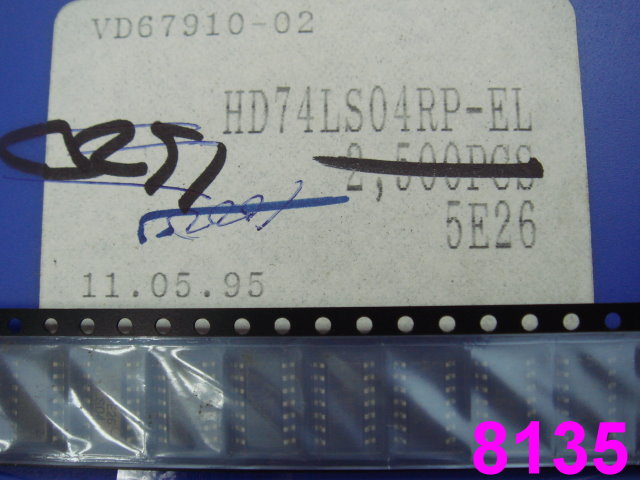 VD67910-02
HD74LS04RP-EL
2,500PCS
5E26
11.05.95
8135